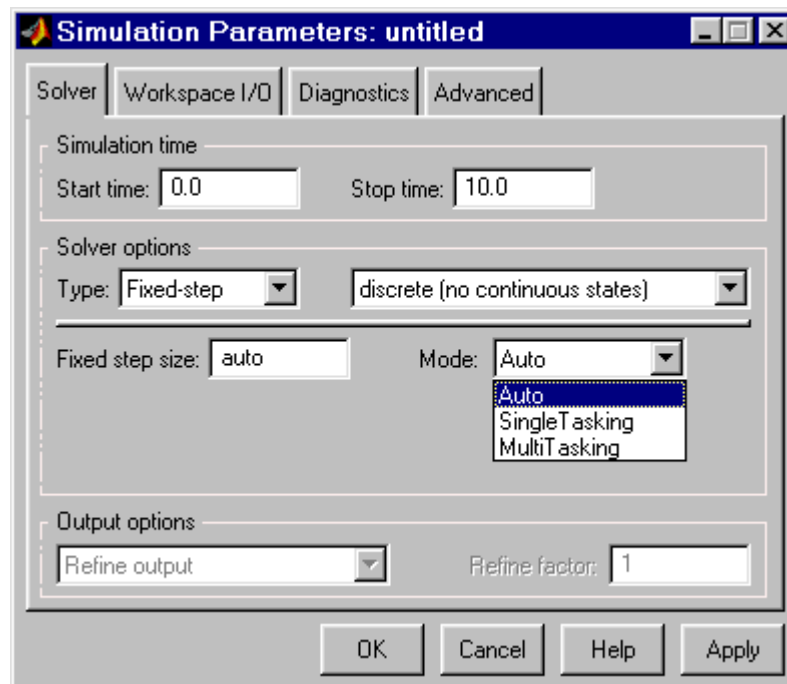 Simulation Parameters: untitled
Solver Workspace I/O Diagnostics Advanced
Simulation time
Start time: 0.0 Stop time: 10.0
Solver options
Type: Fixed-step discrete (no continuous states)
Fixed step size: auto Mode: Auto
Auto
SingleTasking
MultiTasking
Output options
Refine output Refine factor: 1
OK Cancel Help Apply